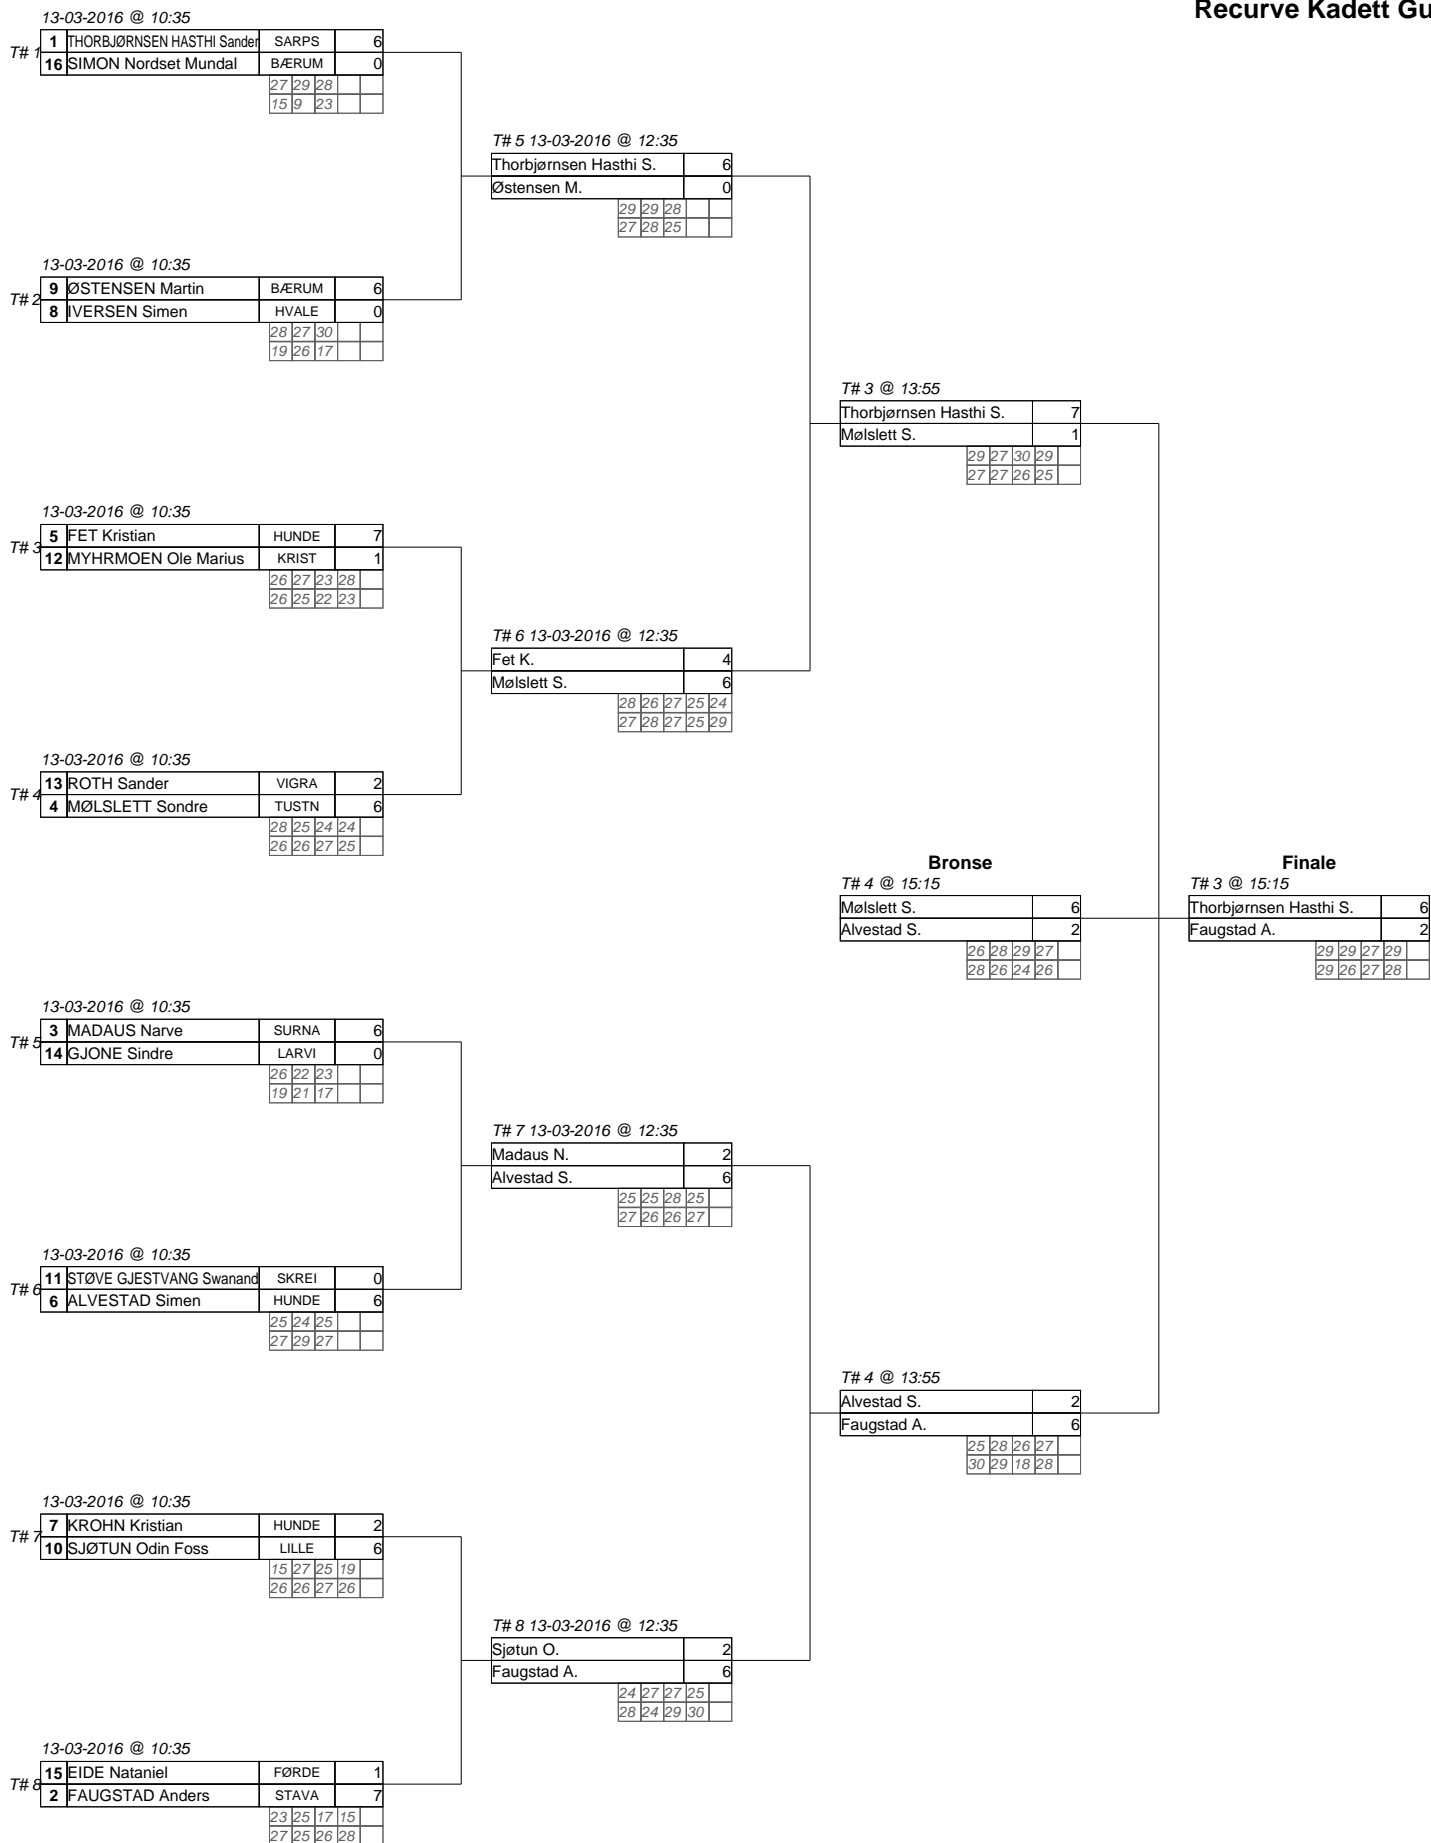 Recurve Kadett Gu
13-03-2016 @ 10:35
T# 1
1 THORBJØRNSEN HASTHI Sander SARPS 6
16 SIMON Nordset Mundal BÆRUM 0
27 29 28
15 9 23
T# 5 13-03-2016 @ 12:35
Thorbjørnsen Hasthi S. 6
Østensen M. 0
29 29 28
27 28 25
13-03-2016 @ 10:35
T# 2
9 ØSTENSEN Martin BÆRUM 6
8 IVERSEN Simen HVALE 0
28 27 30
19 26 17
T# 3 @ 13:55
Thorbjørnsen Hasthi S. 7
Mølslett S. 1
29 27 30 29
27 27 26 25
13-03-2016 @ 10:35
T# 3
5 FET Kristian HUNDE 7
12 MYHRMOEN Ole Marius KRIST 1
26 27 23 28
26 25 22 23
T# 6 13-03-2016 @ 12:35
Fet K. 4
Mølslett S. 6
28 26 27 25 24
27 28 27 25 29
13-03-2016 @ 10:35
T# 4
13 ROTH Sander VIGRA 2
4 MØLSLETT Sondre TUSTN 6
28 25 24 24
26 26 27 25
Bronse
T# 4 @ 15:15
Mølslett S. 6
Alvestad S. 2
26 28 29 27
28 26 24 26
Finale
T# 3 @ 15:15
Thorbjørnsen Hasthi S. 6
Faugstad A. 2
29 29 27 29
29 26 27 28
13-03-2016 @ 10:35
T# 5
3 MADAUS Narve SURNA 6
14 GJONE Sindre LARVI 0
26 22 23
19 21 17
T# 7 13-03-2016 @ 12:35
Madaus N. 2
Alvestad S. 6
25 25 28 25
27 26 26 27
13-03-2016 @ 10:35
T# 6
11 STØVE GJESTVANG Swanand SKREI 0
6 ALVESTAD Simen HUNDE 6
25 24 25
27 29 27
T# 4 @ 13:55
Alvestad S. 2
Faugstad A. 6
25 28 26 27
30 29 18 28
13-03-2016 @ 10:35
T# 7
7 KROHN Kristian HUNDE 2
10 SJØTUN Odin Foss LILLE 6
15 27 25 19
26 26 27 26
T# 8 13-03-2016 @ 12:35
Sjøtun O. 2
Faugstad A. 6
24 27 27 25
28 24 29 30
13-03-2016 @ 10:35
T# 8
15 EIDE Nataniel FØRDE 1
2 FAUGSTAD Anders STAVA 7
23 25 17 15
27 25 26 28